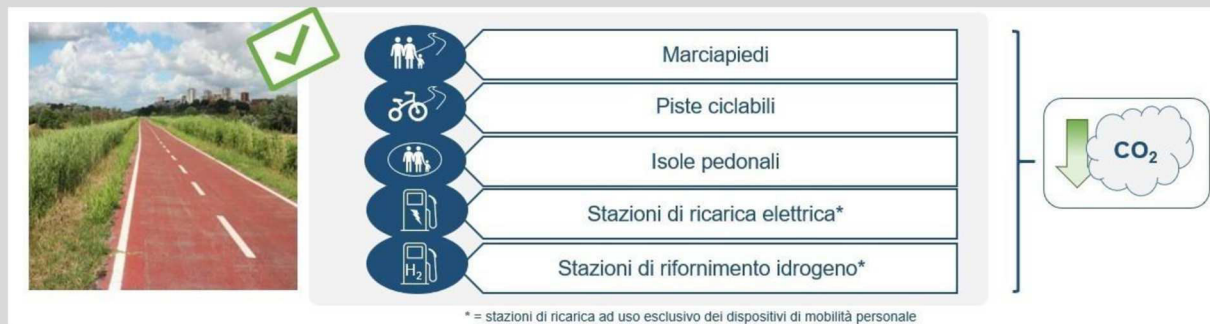 Marciapiedi
Piste ciclabili
Isole pedonali
Stazioni di ricarica elettrica*
H₂
Stazioni di rifornimento idrogeno*
CO₂
* = stazioni di ricarica ad uso esclusivo dei dispositivi di mobilità personale